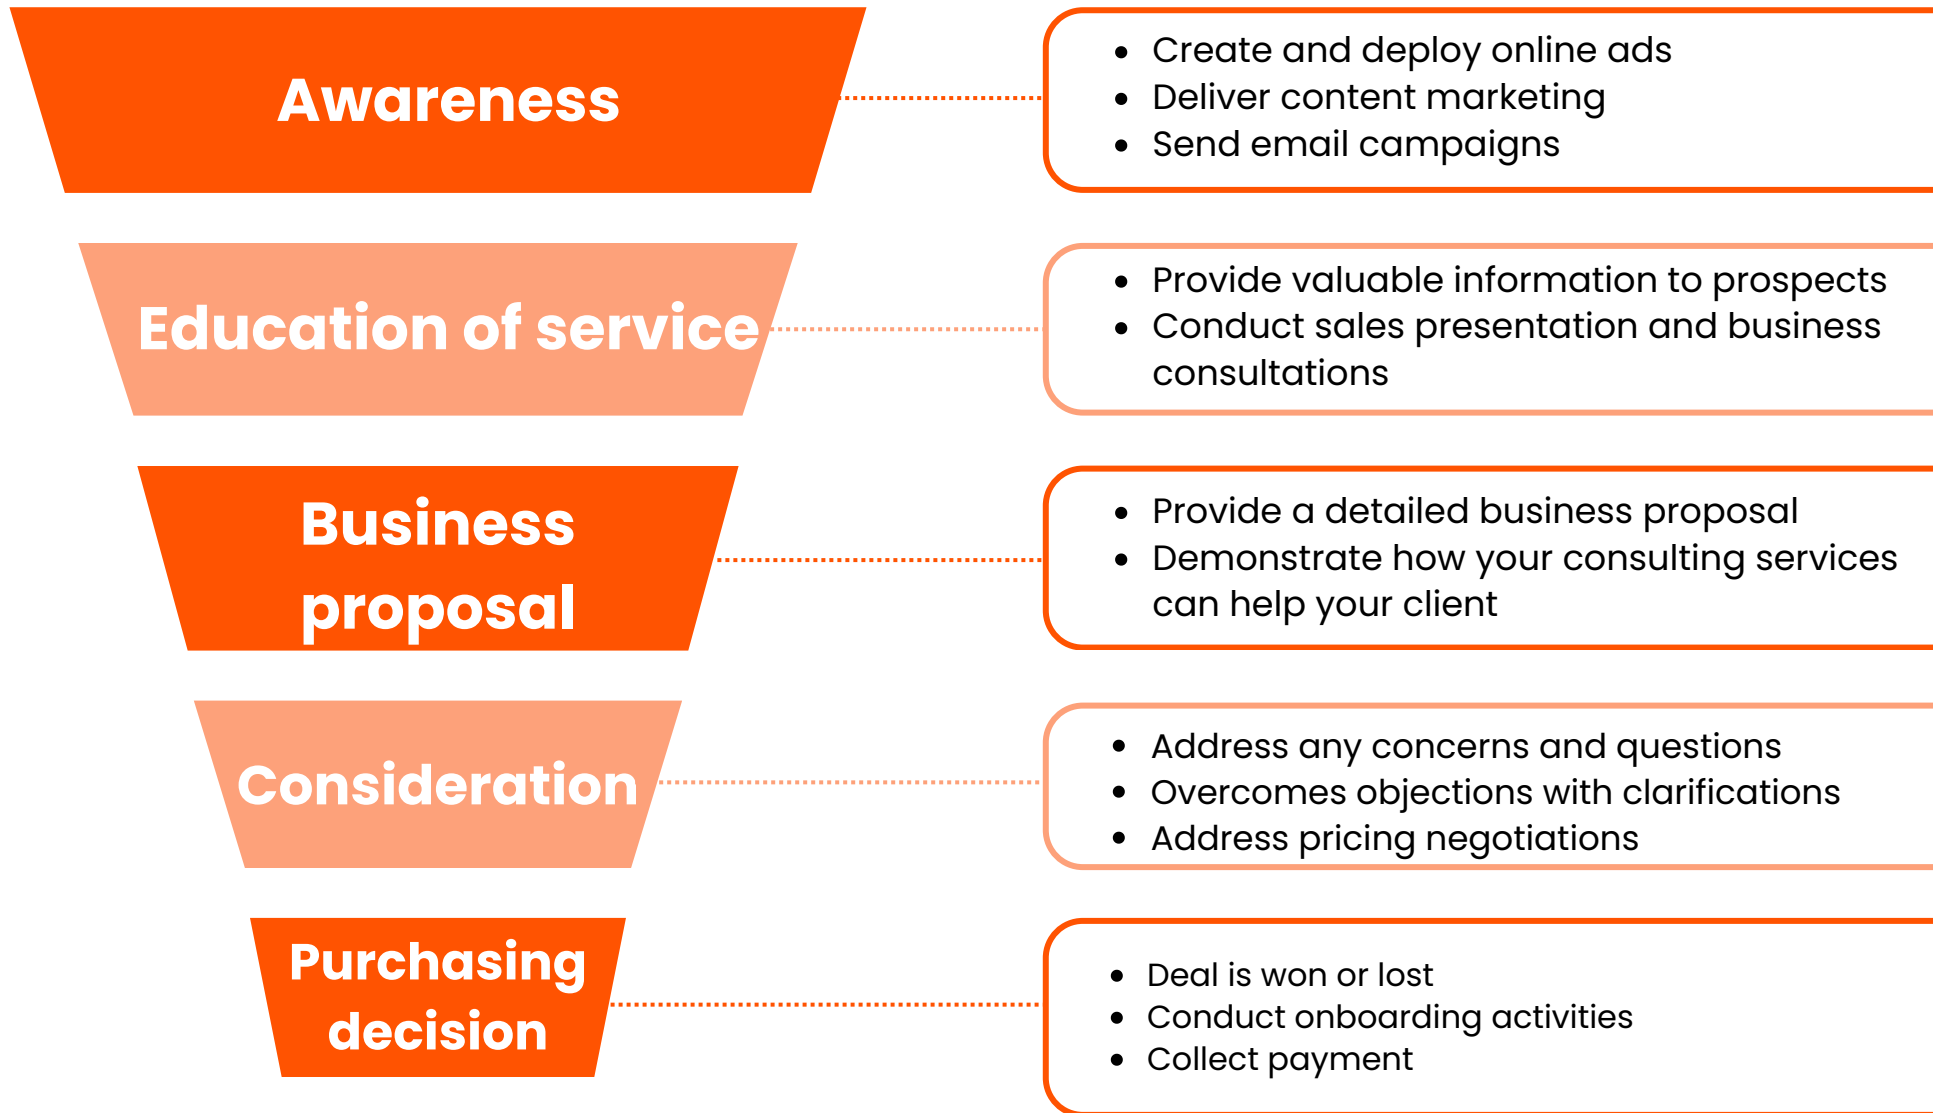 Awareness
• Create and deploy online ads
• Deliver content marketing
• Send email campaigns
Education of service
• Provide valuable information to prospects
• Conduct sales presentation and business
consultations
Business
proposal
• Provide a detailed business proposal
• Demonstrate how your consulting services
can help your client
Consideration
• Address any concerns and questions
• Overcomes objections with clarifications
• Address pricing negotiations
Purchasing
decision
• Deal is won or lost
• Conduct onboarding activities
• Collect payment